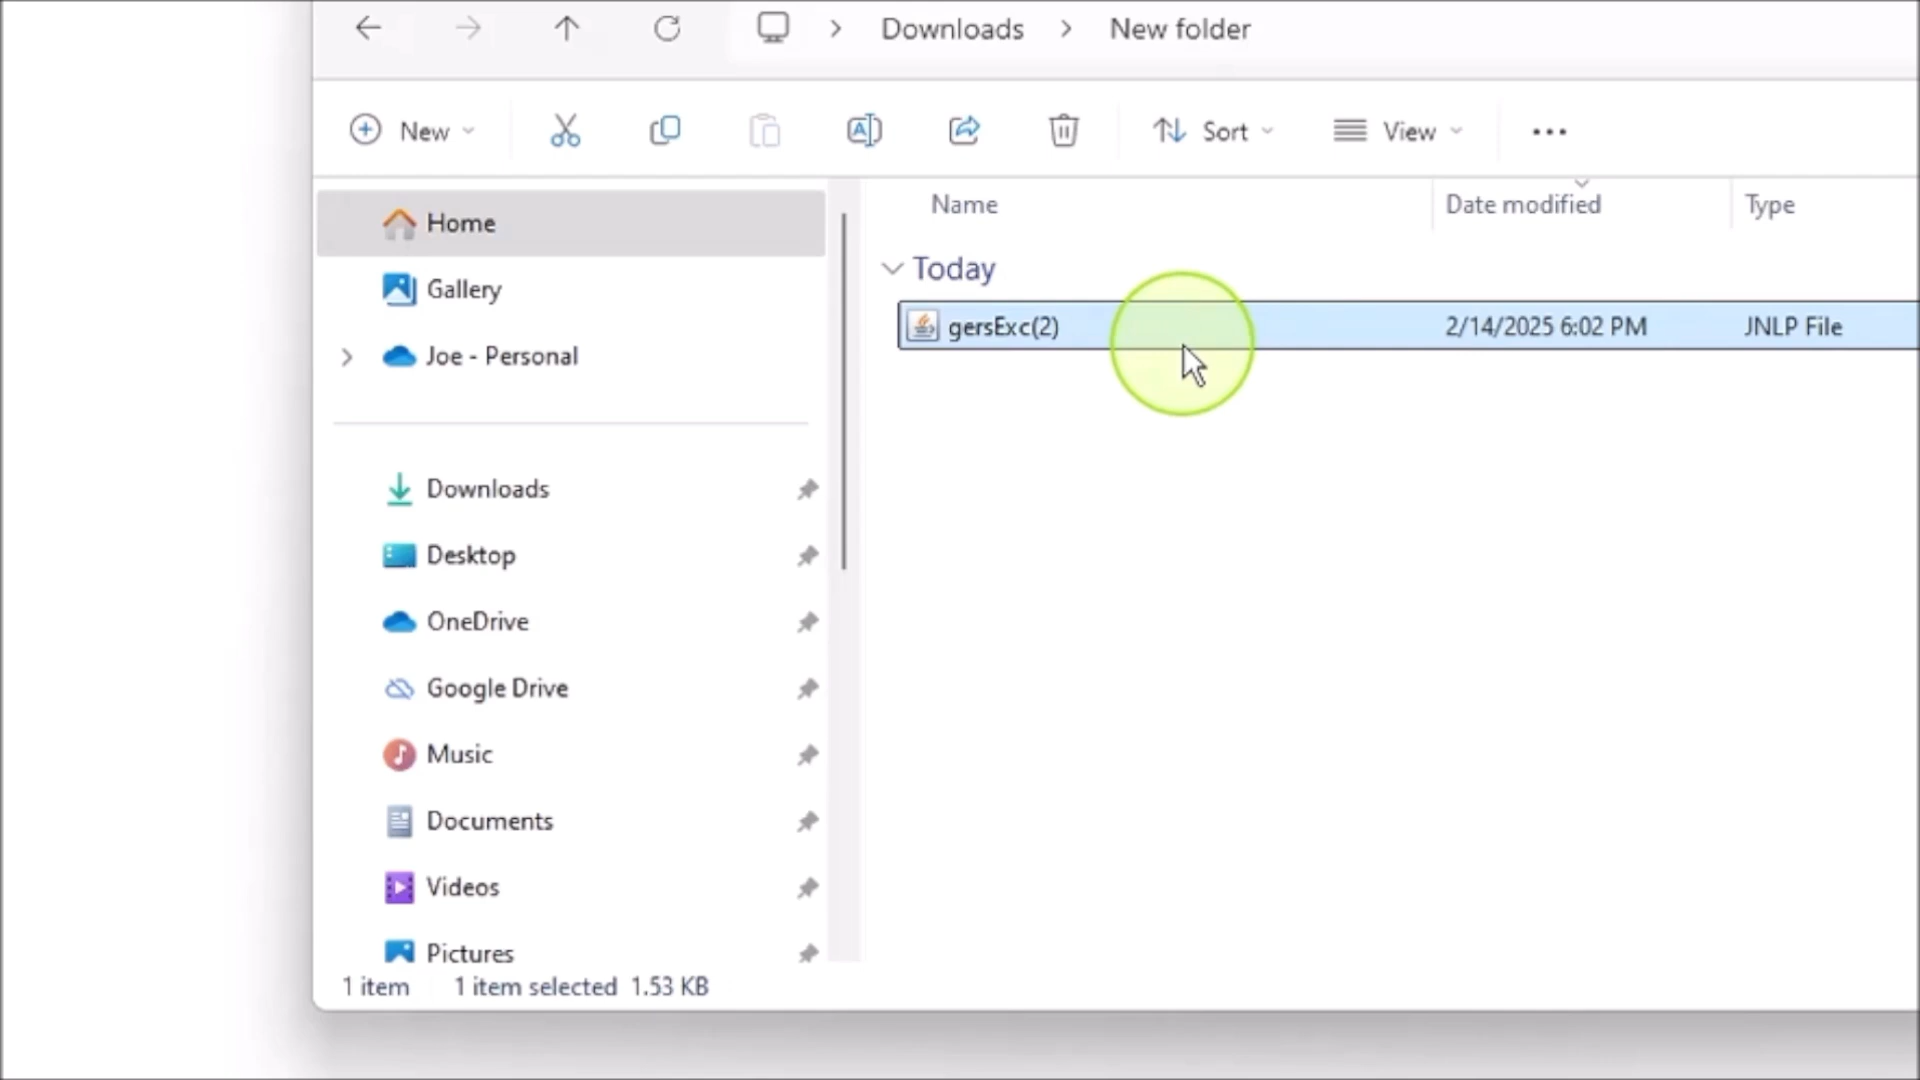 Downloads > New folder
New
Sort
View
Home
Gallery
Joe - Personal
Downloads
Desktop
OneDrive
Google Drive
Music
Documents
Videos
Pictures
Name Date modified Type
Today
gersExc(2) 2/14/2025 6:02 PM JNLP File
1 item 1 item selected 1.53 KB